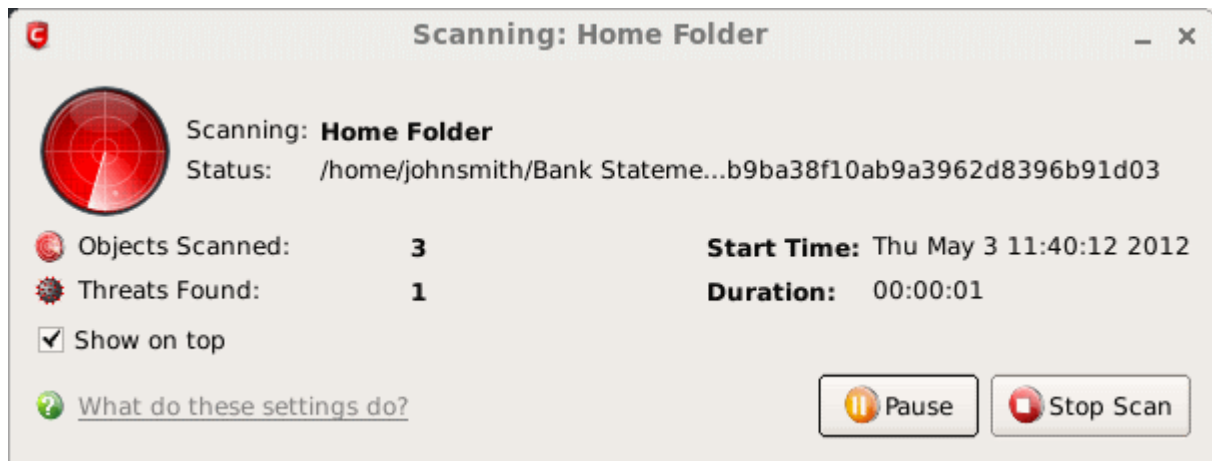 Scanning: Home Folder
Scanning: Home Folder
Status: /home/johnsmith/Bank Stateme...b9ba38f10ab9a3962d8396b91d03
Objects Scanned: 3 Start Time: Thu May 3 11:40:12 2012
Threats Found: 1 Duration: 00:00:01
Show on top
What do these settings do? Pause Stop Scan